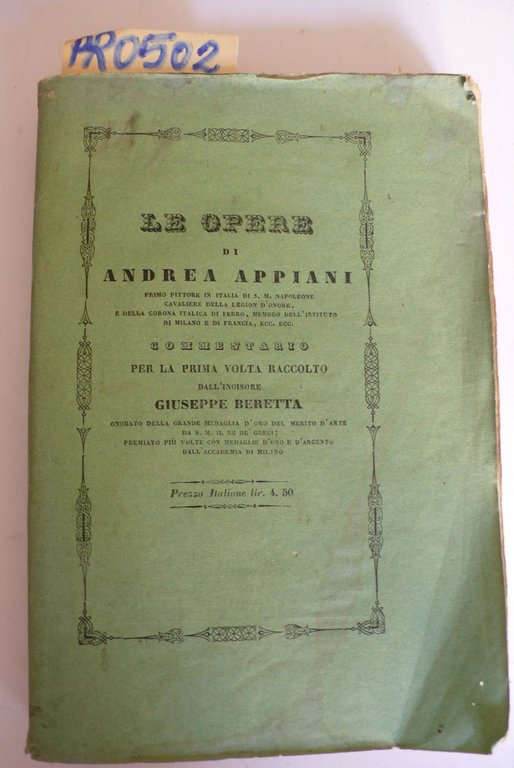 AR0502
LE OPERE
DI
ANDREA APPIANI
PRIMO PITTORE IN ITALIA DI S. M. NAPOLEONE
CAVALIERE DELLA LEGION D'ONORE,
E DELLA CORONA ITALICA DI FERRO, MEMBRO DELL'ISTITUTO
DI MILANO E DI FRANCIA, ECC. ECC.
COMMENTARIO
PER LA PRIMA VOLTA RACCOLTO
DALL'INCISORE
GIUSEPPE BERETTA
ONORATO DELLA GRANDE MEDAGLIA D'ORO DEL MERITO D'ARTE
DA S. M. IL RE DE' GRECI;
PREMIATO PIÙ VOLTE CON MEDAGLIE D'ORO E D'ARGENTO
DALL'ACCADEMIA DI MILANO
Prezzo Italiane lir. 4. 50